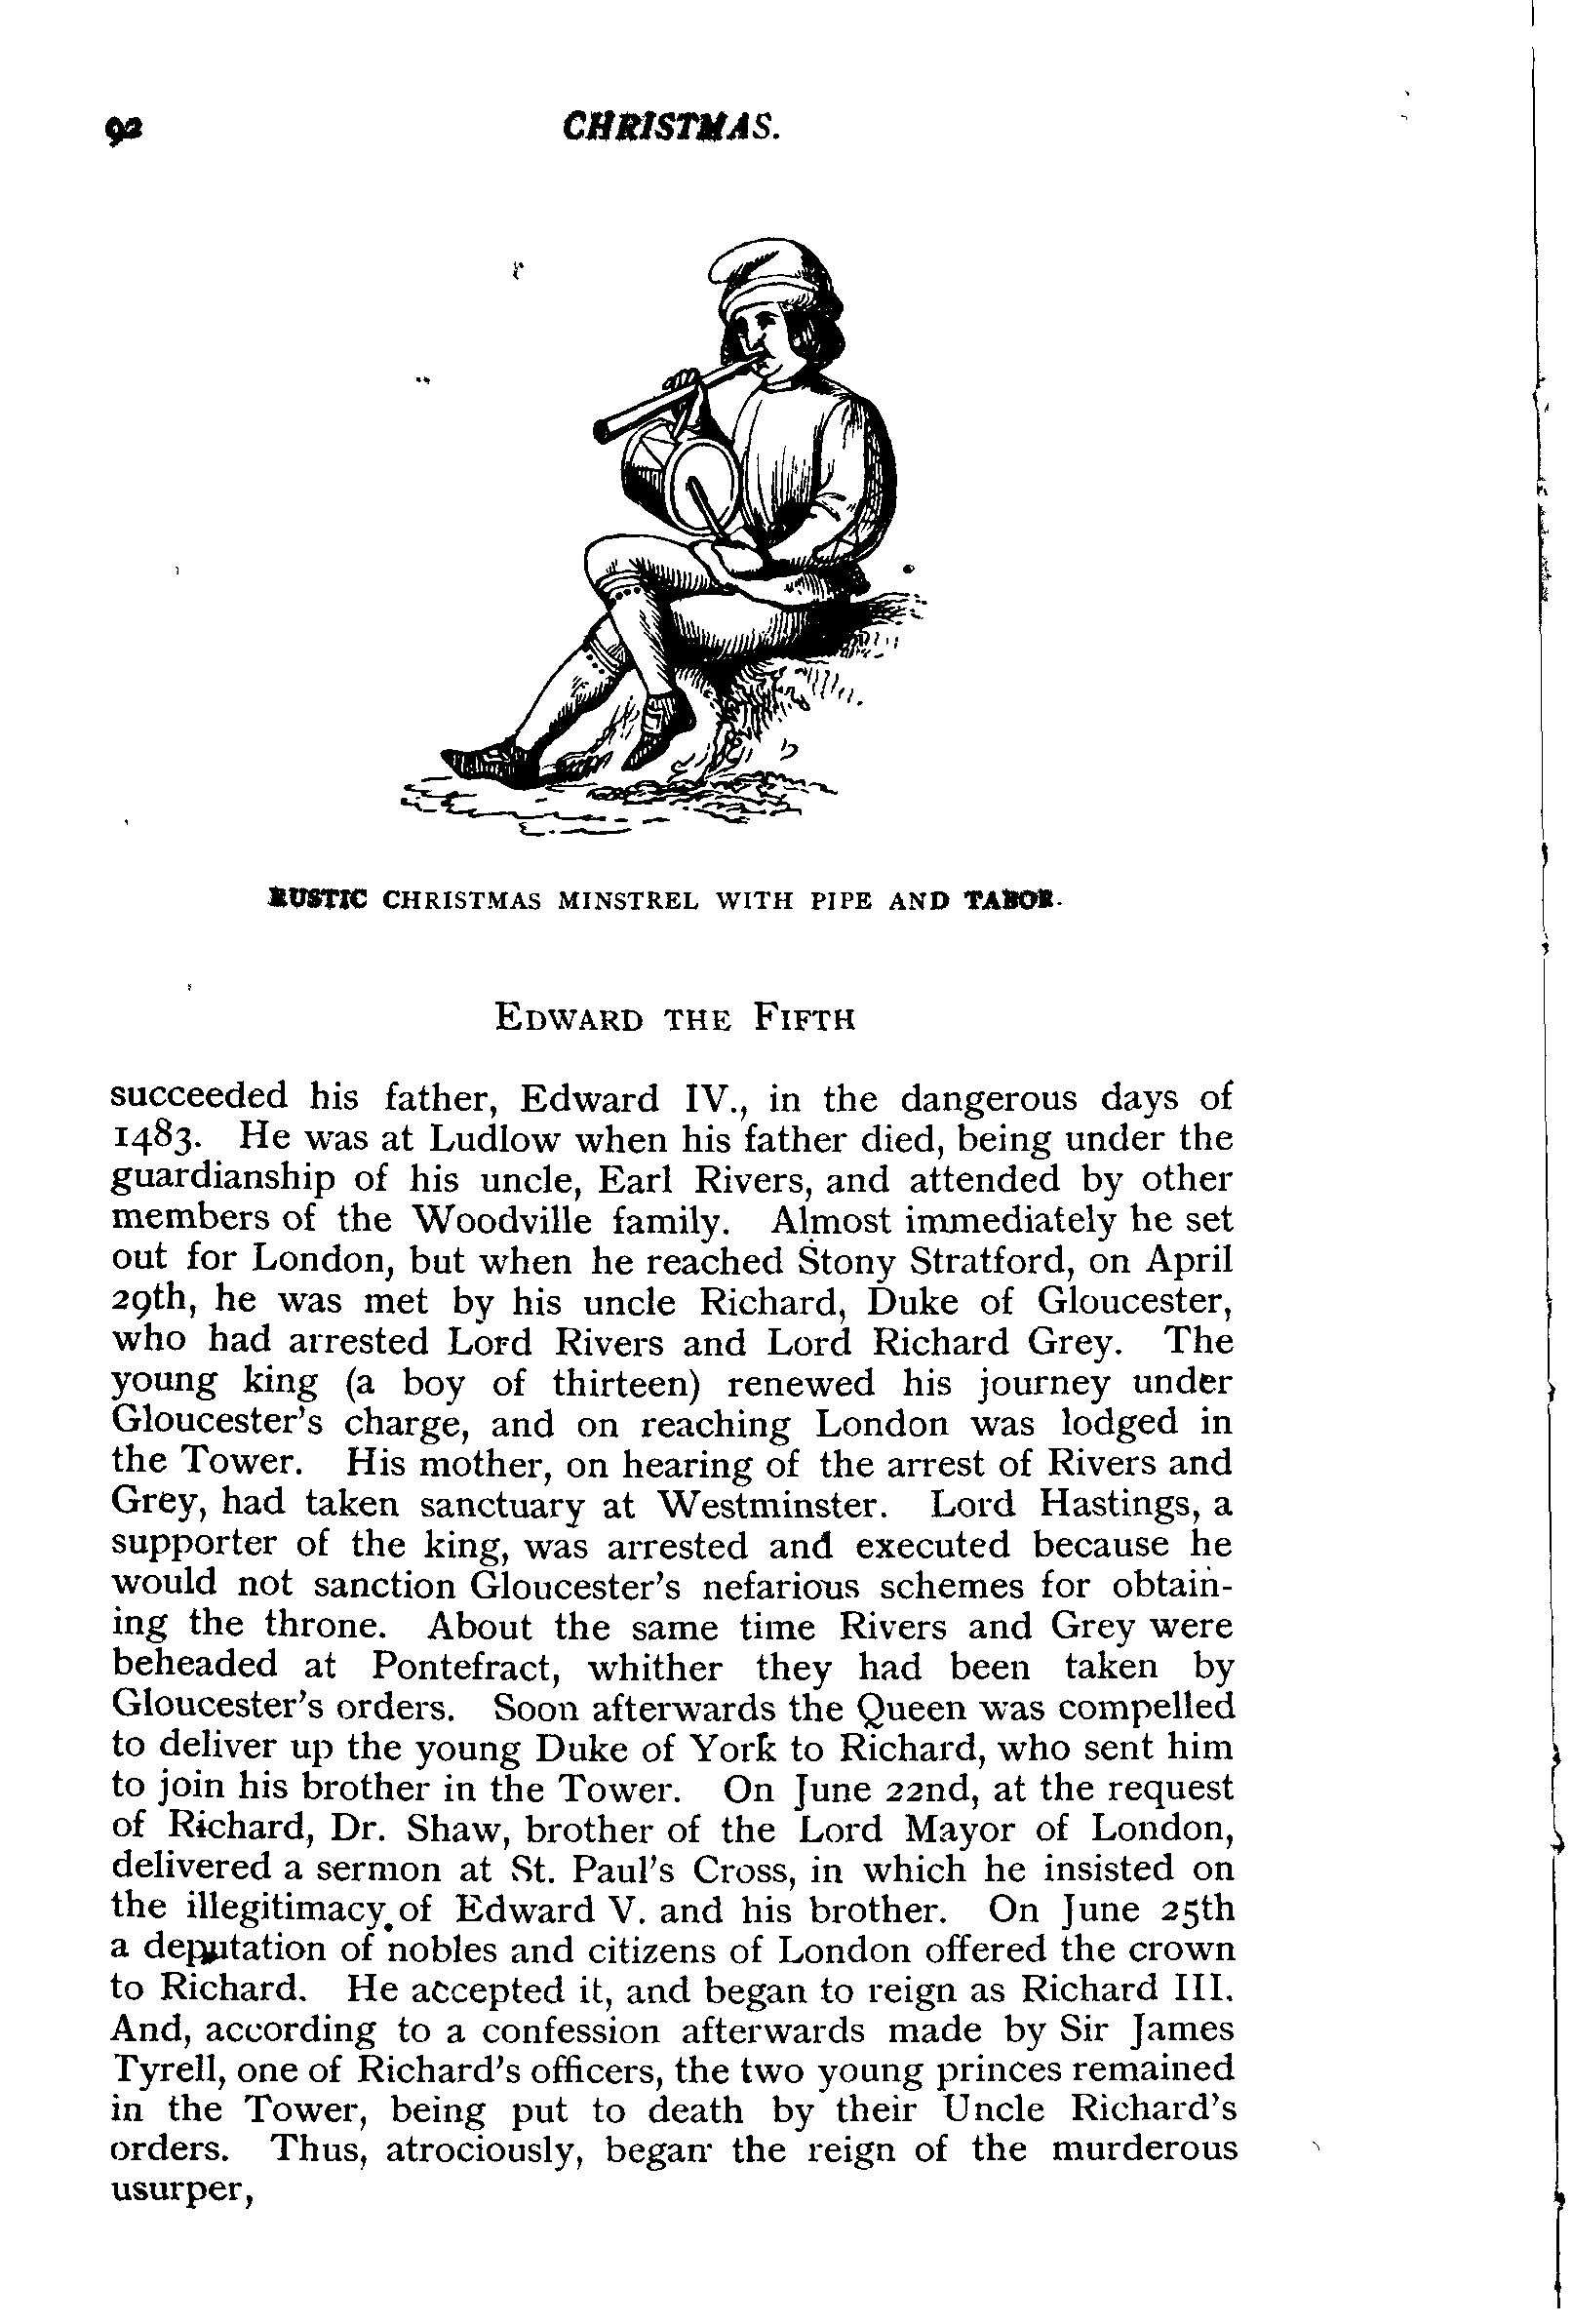 92
CHRISTMAS.
RUSTIC CHRISTMAS MINSTREL WITH PIPE AND TABOR.
EDWARD THE FIFTH
succeeded his father, Edward IV., in the dangerous days of
1483. He was at Ludlow when his father died, being under the
guardianship of his uncle, Earl Rivers, and attended by other
members of the Woodville family. Almost immediately he set
out for London, but when he reached Stony Stratford, on April
29th, he was met by his uncle Richard, Duke of Gloucester,
who had arrested Lord Rivers and Lord Richard Grey. The
young king (a boy of thirteen) renewed his journey under
Gloucester's charge, and on reaching London was lodged in
the Tower. His mother, on hearing of the arrest of Rivers and
Grey, had taken sanctuary at Westminster. Lord Hastings, a
supporter of the king, was arrested and executed because he
would not sanction Gloucester's nefarious schemes for obtain-
ing the throne. About the same time Rivers and Grey were
beheaded at Pontefract, whither they had been taken by
Gloucester's orders. Soon afterwards the Queen was compelled
to deliver up the young Duke of York to Richard, who sent him
to join his brother in the Tower. On June 22nd, at the request
of Richard, Dr. Shaw, brother of the Lord Mayor of London,
delivered a sermon at St. Paul's Cross, in which he insisted on
the illegitimacy of Edward V. and his brother. On June 25th
a deputation of nobles and citizens of London offered the crown
to Richard. He accepted it, and began to reign as Richard III.
And, according to a confession afterwards made by Sir James
Tyrell, one of Richard's officers, the two young princes remained
in the Tower, being put to death by their Uncle Richard's
orders. Thus, atrociously, began the reign of the murderous
usurper,